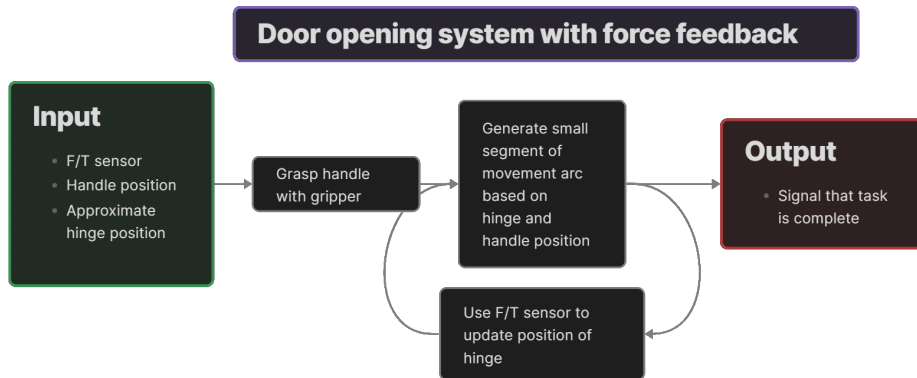 Door opening system with force feedback
Input
F/T sensor
Handle position
Approximate
hinge position
Grasp handle
with gripper
Generate small
segment of
movement arc
based on
hinge and
handle position
Use F/T sensor to
update position of
hinge
Output
Signal that task
is complete